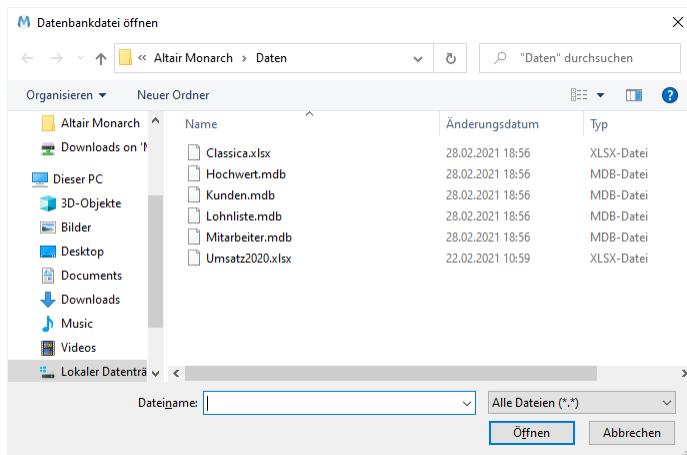 Datenbankdatei öffnen
« Altair Monarch > Daten
"Daten" durchsuchen
Organisieren Neuer Ordner
Altair Monarch
Downloads on 'M
Dieser PC
3D-Objekte
Bilder
Desktop
Documents
Downloads
Music
Videos
Lokaler Datenträ
Name Änderungsdatum Typ
Classica.xlsx 28.02.2021 18:56 XLSX-Datei
Hochwert.mdb 28.02.2021 18:56 MDB-Datei
Kunden.mdb 28.02.2021 18:56 MDB-Datei
Lohnliste.mdb 28.02.2021 18:56 MDB-Datei
Mitarbeiter.mdb 28.02.2021 18:56 MDB-Datei
Umsatz2020.xlsx 22.02.2021 10:59 XLSX-Datei
Dateiname: Alle Dateien (*.*)
Öffnen Abbrechen